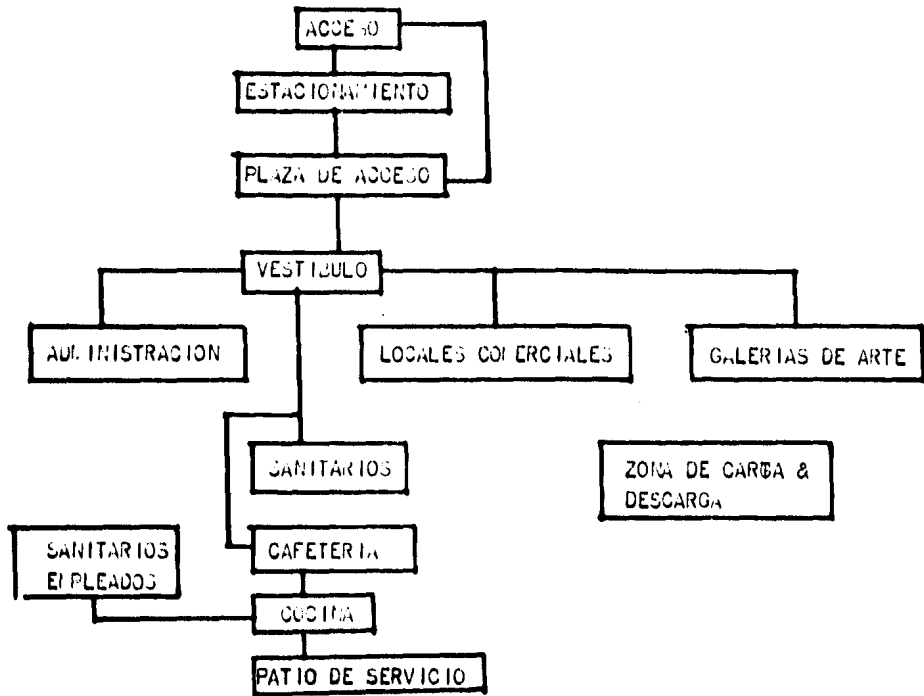 ACCESO
ESTACIONAMIENTO
PLAZA DE ACCESO
VESTIBULO
ADMINISTRACION
LOCALES COMERCIALES
GALERIAS DE ARTE
SANITARIOS
ZONA DE CARGA &
DESCARGA
SANITARIOS
EMPLEADOS
CAFETERIA
COCINA
PATIO DE SERVICIO